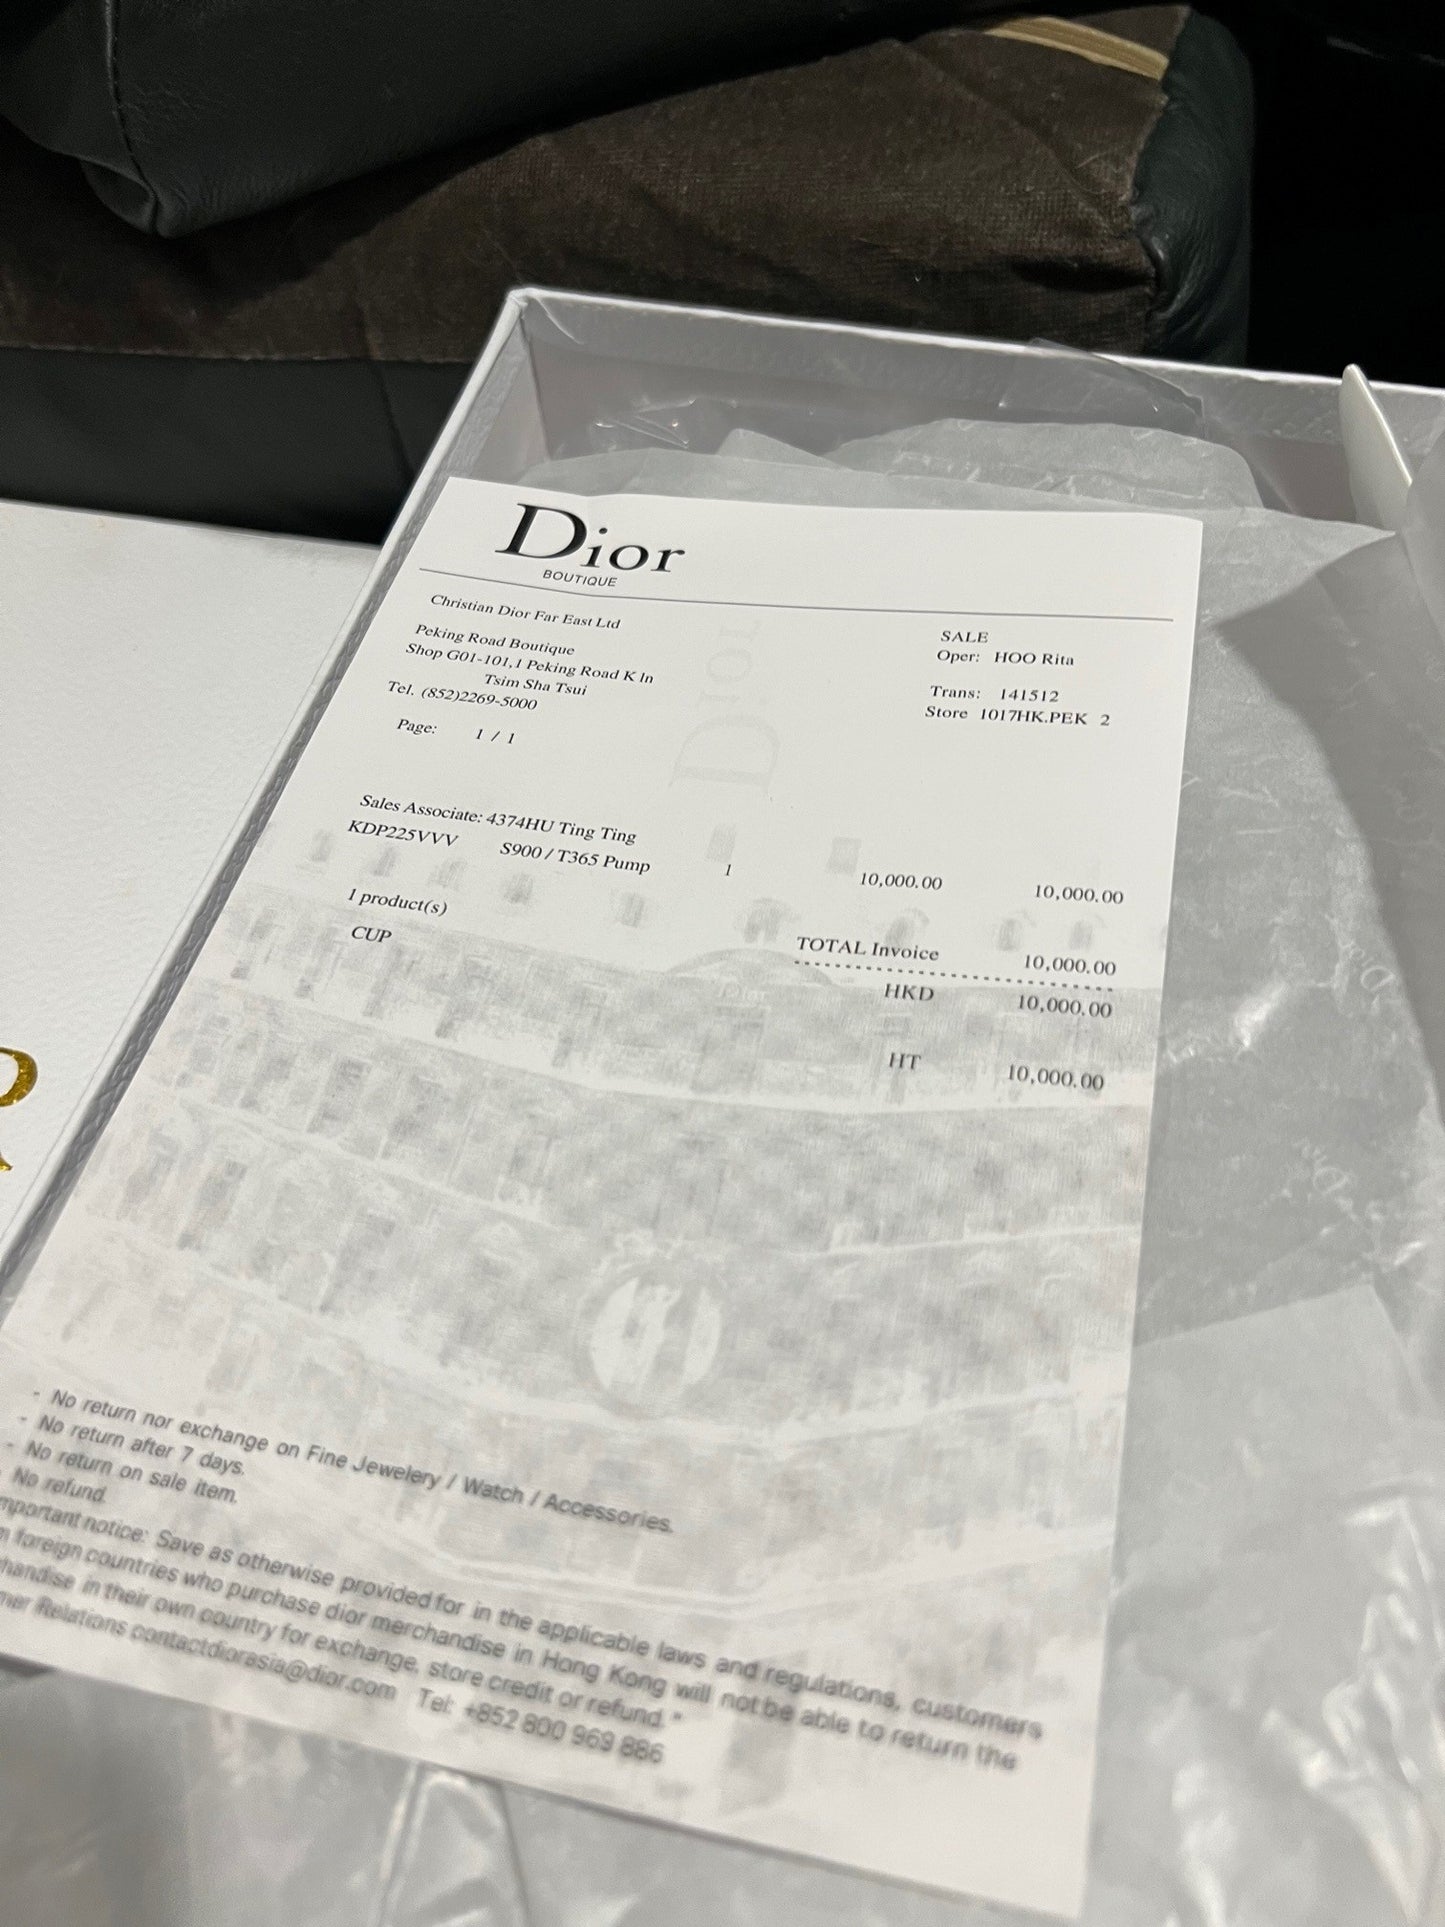 Dior
BOUTIQUE
Christian Dior Far East Ltd
Peking Road Boutique
Shop G01-101,1 Peking Road K ln
Tsim Sha Tsui
Tel. (852)2269-5000
Page: 1 / 1
SALE
Oper: HOO Rita
Trans: 141512
Store 1017HK.PEK 2
Dior
Sales Associate: 4374HU Ting Ting
KDP225VVV S900 / T365 Pump 1 10,000.00 10,000.00
1 product(s)
CUP
TOTAL Invoice 10,000.00
HKD 10,000.00
HT 10,000.00
R
- No return nor exchange on Fine Jewelery / Watch / Accessories.
- No return after 7 days.
- No return on sale item.
No refund.
mportant notice: Save as otherwise provided for in the applicable laws and regulations, customers
m foreign countries who purchase dior merchandise in Hong Kong will not be able to return the
handise in their own country for exchange, store credit or refund."
mer Relations contactdiorasia@dior.com Tel: +852 800 969 886